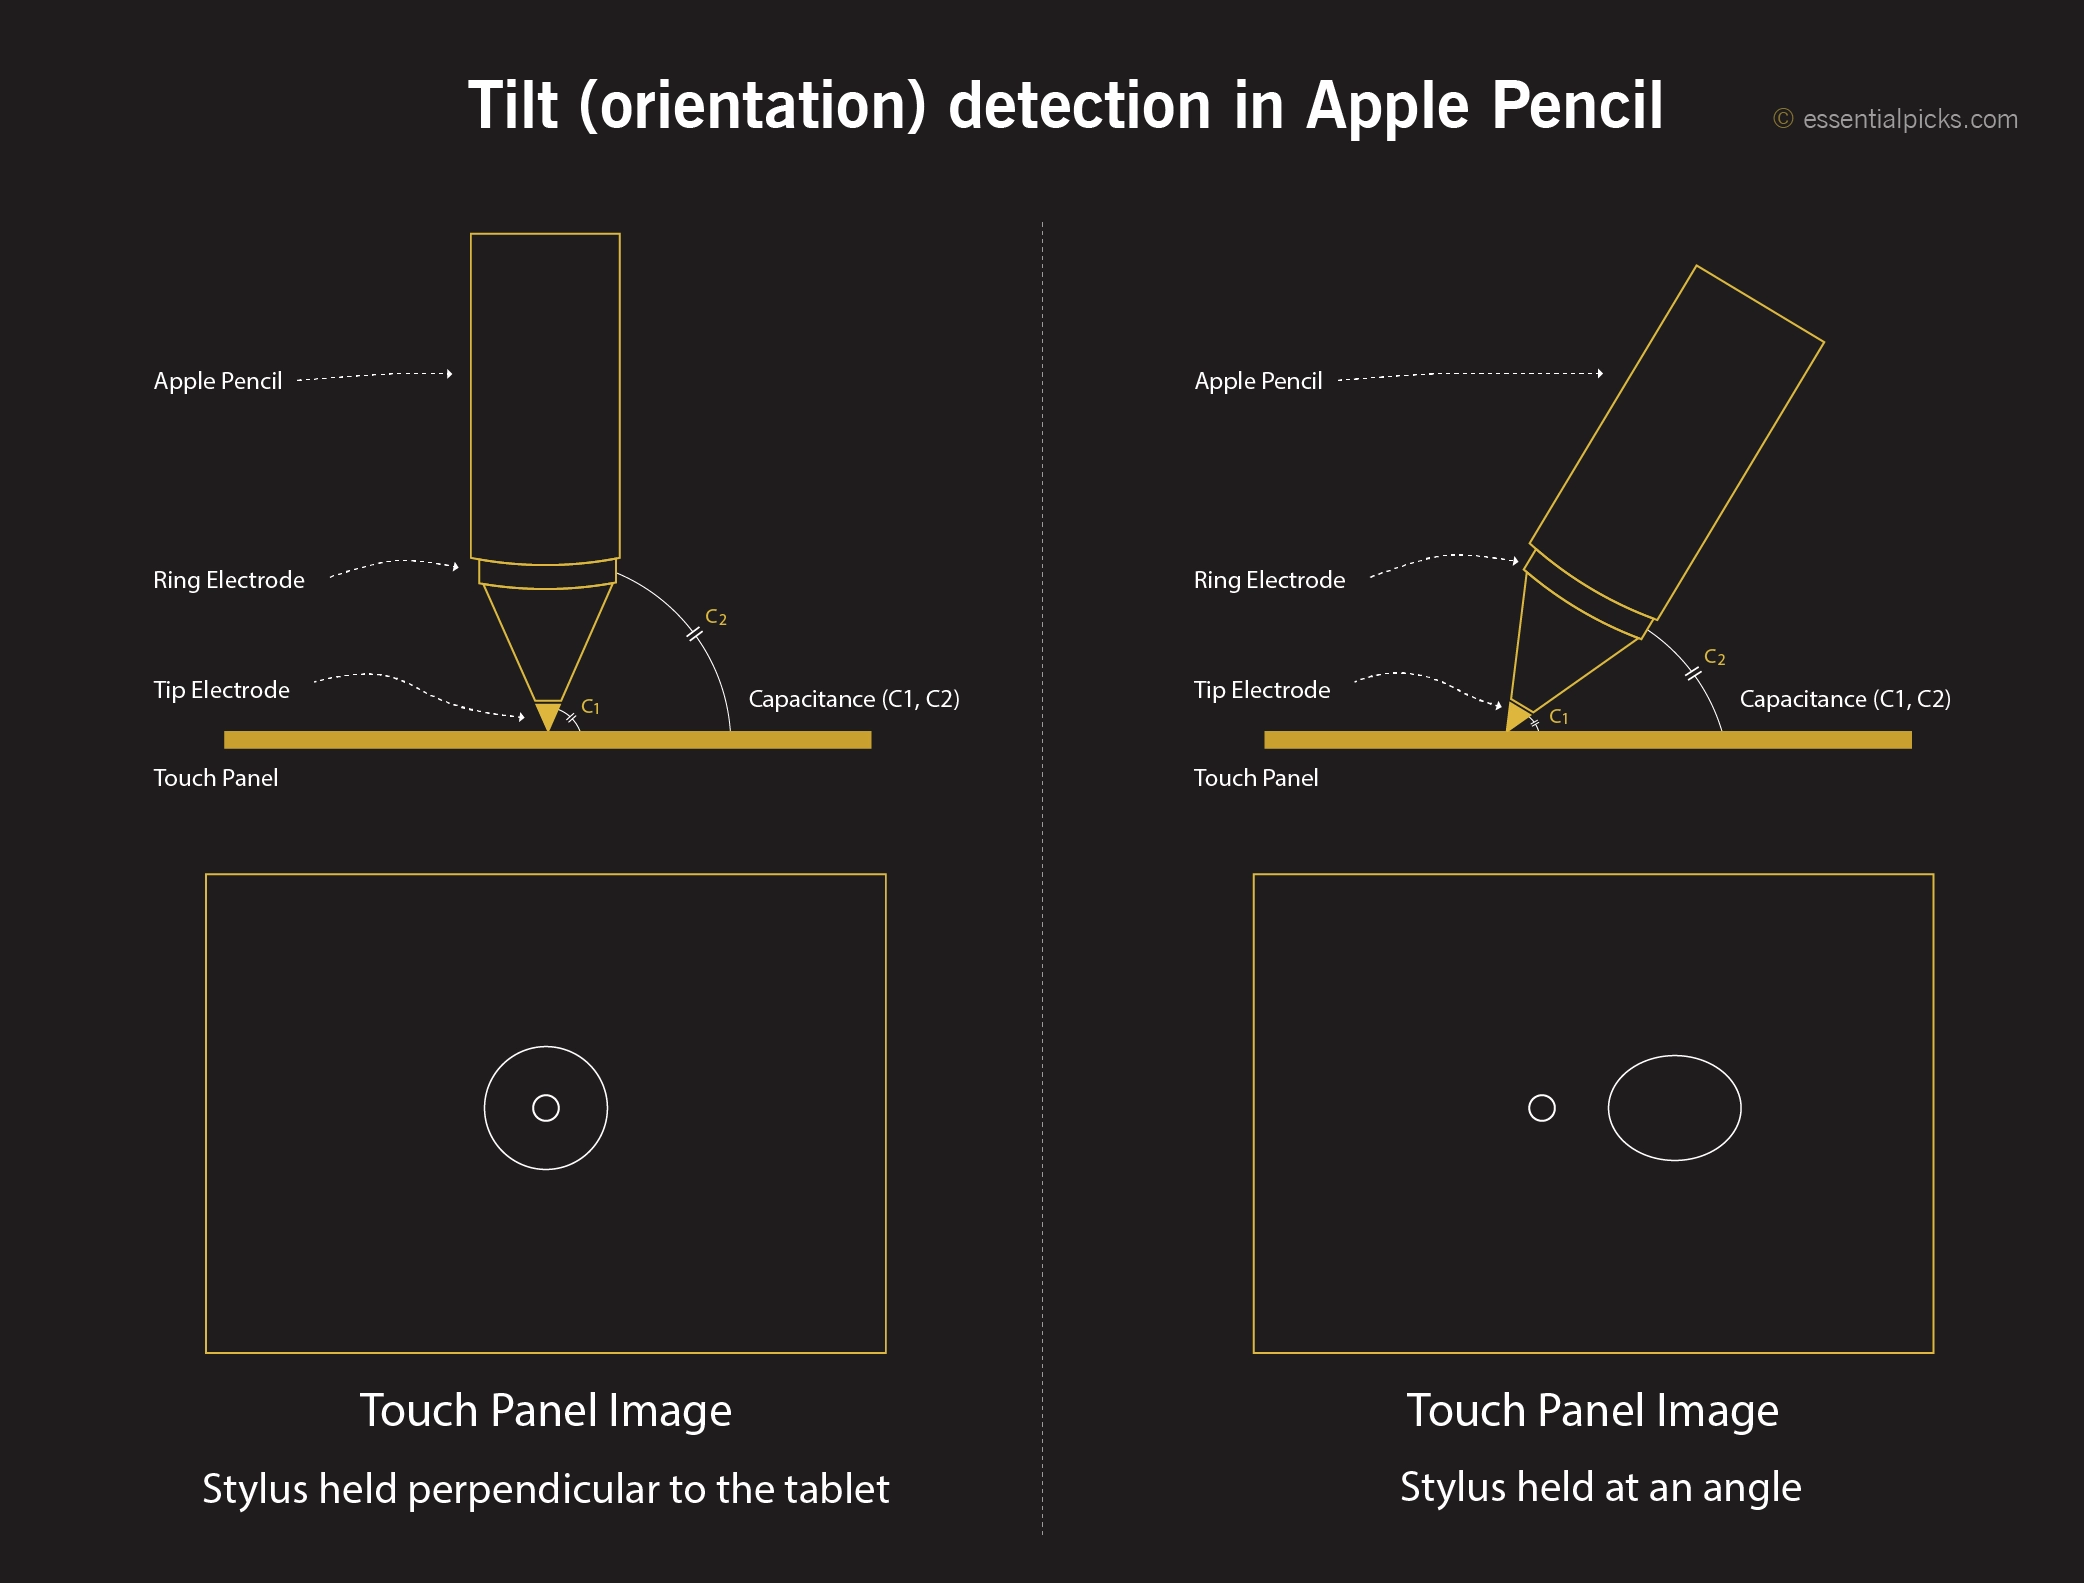 Tilt (orientation) detection in Apple Pencil
© essentialpicks.com
Apple Pencil
Ring Electrode
C2
Tip Electrode
C1
Capacitance (C1, C2)
Touch Panel
Touch Panel Image
Stylus held perpendicular to the tablet
Apple Pencil
Ring Electrode
C2
Tip Electrode
C1
Capacitance (C1, C2)
Touch Panel
Touch Panel Image
Stylus held at an angle